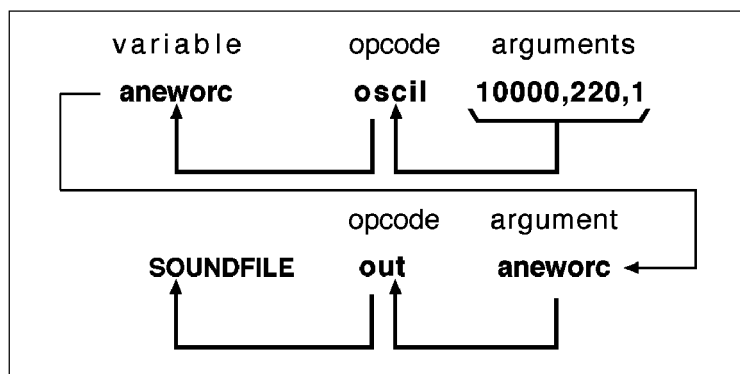 variable opcode arguments
aneworc oscil 10000,220,1
opcode argument
SOUNDFILE out aneworc